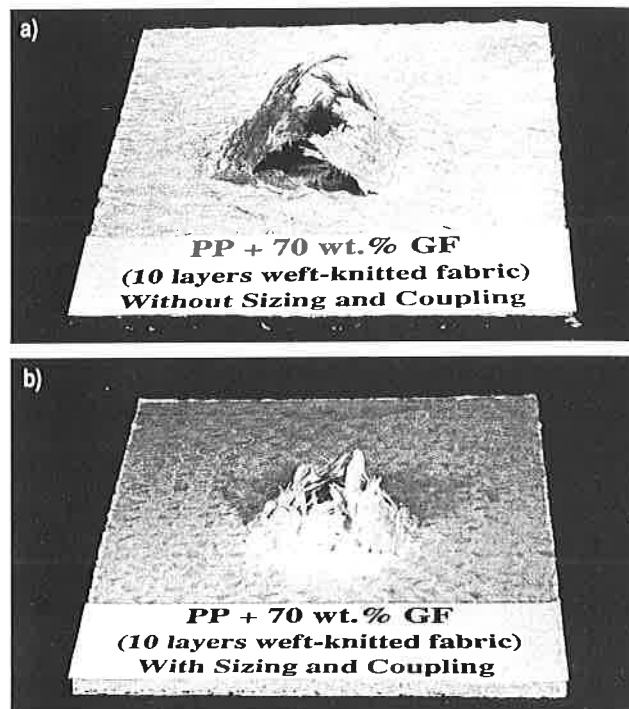 a)
PP + 70 wt.% GF
(10 layers weft-knitted fabric)
Without Sizing and Coupling
b)
PP + 70 wt.% GF
(10 layers weft-knitted fabric)
With Sizing and Coupling